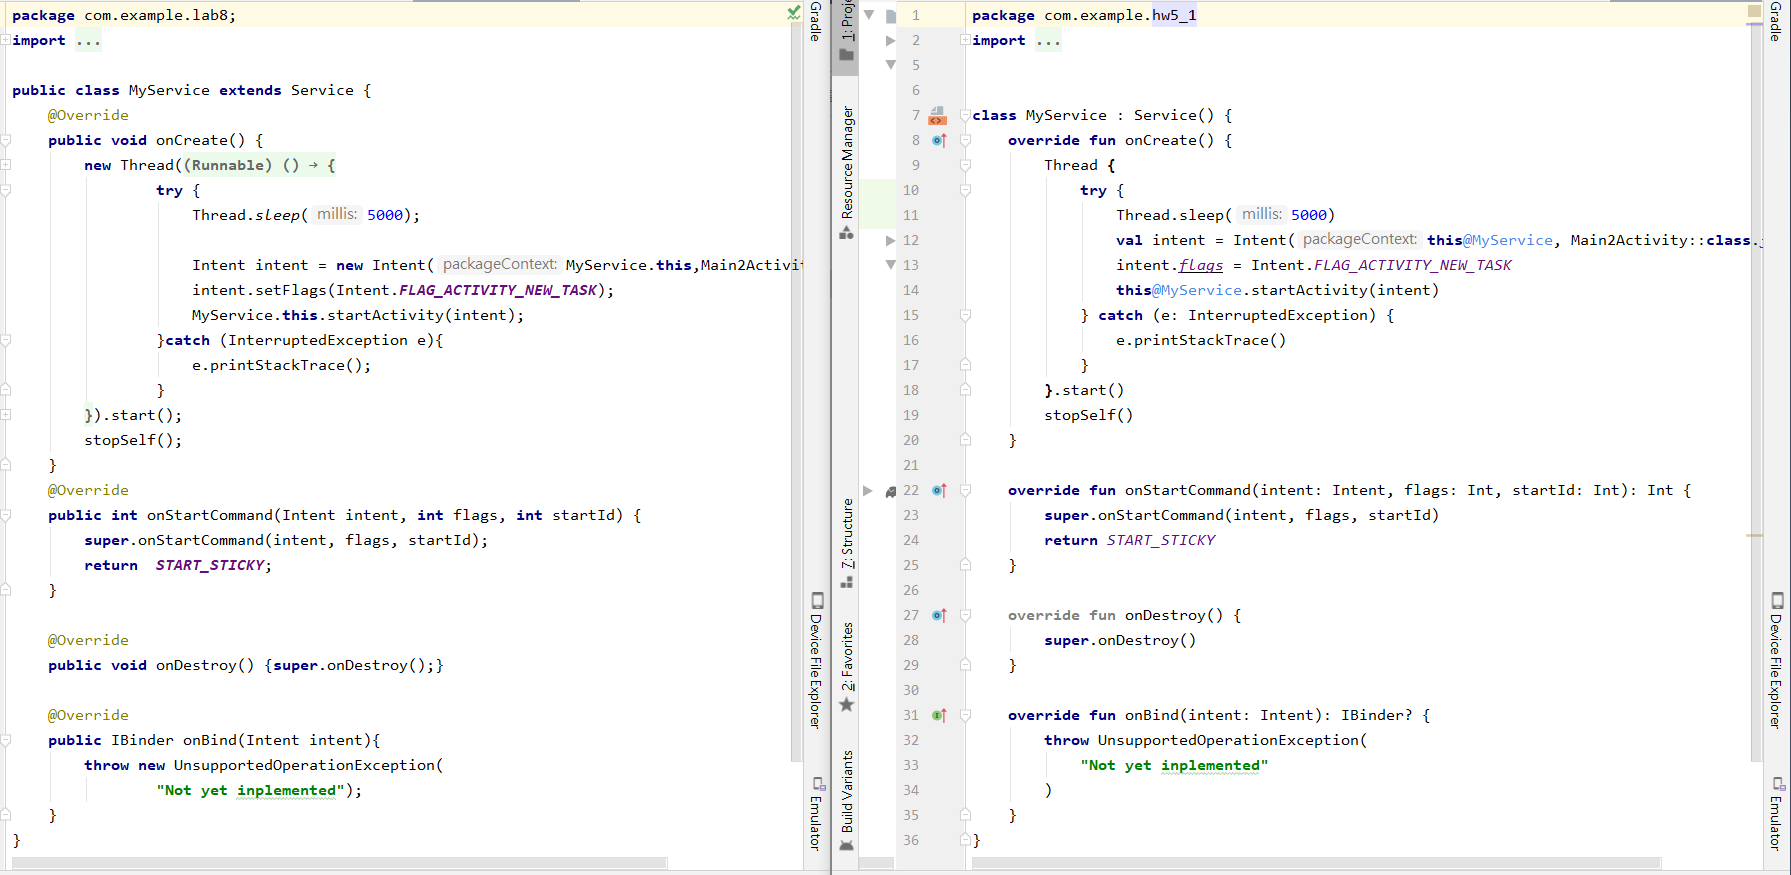 package com.example.lab8;
import ...
public class MyService extends Service {
@Override
public void onCreate() {
new Thread((Runnable) () → {
try {
Thread.sleep( millis: 5000);
Intent intent = new Intent( packageContext: MyService.this,Main2Activit
intent.setFlags(Intent.FLAG_ACTIVITY_NEW_TASK);
MyService.this.startActivity(intent);
}catch (InterruptedException e){
e.printStackTrace();
}
}).start();
stopSelf();
}
@Override
public int onStartCommand(Intent intent, int flags, int startId) {
super.onStartCommand(intent, flags, startId);
return  START_STICKY;
}
@Override
public void onDestroy() {super.onDestroy();}
@Override
public IBinder onBind(Intent intent){
throw new UnsupportedOperationException(
"Not yet inplemented");
}
}
Gradle
Device File Explorer
Emulator
1: Proj
Resource Manager
7: Structure
2: Favorites
Build Variants
1 package com.example.hw5_1
2 import ...
5
6
7 class MyService : Service() {
8 override fun onCreate() {
9 Thread {
10 try {
11 Thread.sleep( millis: 5000)
12 val intent = Intent( packageContext: this@MyService, Main2Activity::class.j
13 intent.flags = Intent.FLAG_ACTIVITY_NEW_TASK
14 this@MyService.startActivity(intent)
15 } catch (e: InterruptedException) {
16 e.printStackTrace()
17 }
18 }.start()
19 stopSelf()
20 }
21
22 override fun onStartCommand(intent: Intent, flags: Int, startId: Int): Int {
23 super.onStartCommand(intent, flags, startId)
24 return START_STICKY
25 }
26
27 override fun onDestroy() {
28 super.onDestroy()
29 }
30
31 override fun onBind(intent: Intent): IBinder? {
32 throw UnsupportedOperationException(
33 "Not yet inplemented"
34 )
35 }
36 }
Gradle
Device File Explorer
Emulator